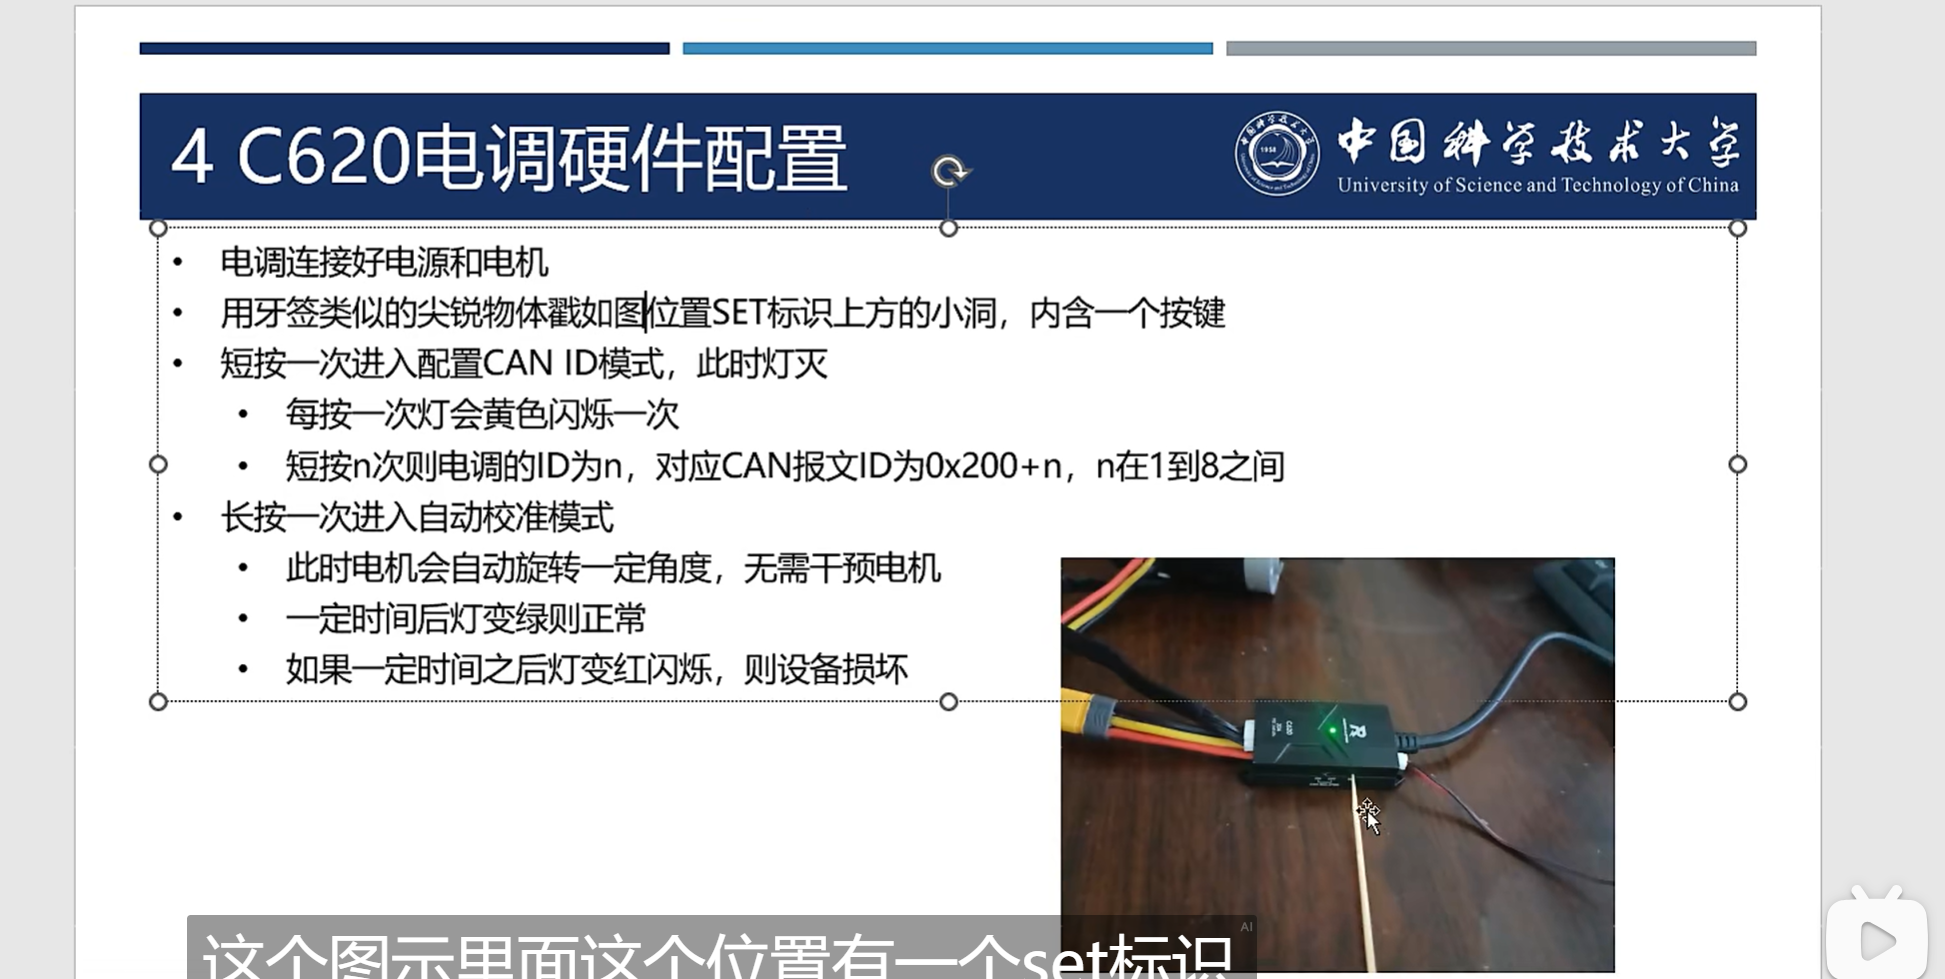 4 C620电调硬件配置
中国科学技术大学
University of Science and Technology of China
1958
• 电调连接好电源和电机
• 用牙签类似的尖锐物体戳如图位置SET标识上方的小洞，内含一个按键
• 短按一次进入配置CAN ID模式，此时灯灭
• 每按一次灯会黄色闪烁一次
• 短按n次则电调的ID为n，对应CAN报文ID为0x200+n，n在1到8之间
• 长按一次进入自动校准模式
• 此时电机会自动旋转一定角度，无需干预电机
• 一定时间后灯变绿则正常
• 如果一定时间之后灯变红闪烁，则设备损坏
C620
AI
这个图示里面这个位置有一个set标识